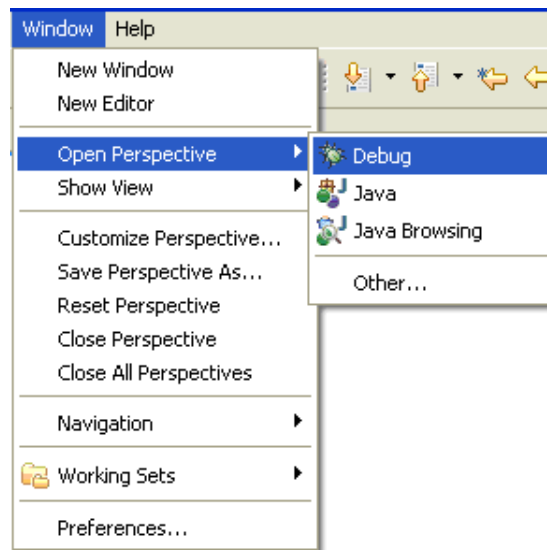 Window Help
New Window
New Editor
Open Perspective
Show View
Customize Perspective...
Save Perspective As...
Reset Perspective
Close Perspective
Close All Perspectives
Navigation
Working Sets
Preferences...
Debug
Java
Java Browsing
Other...